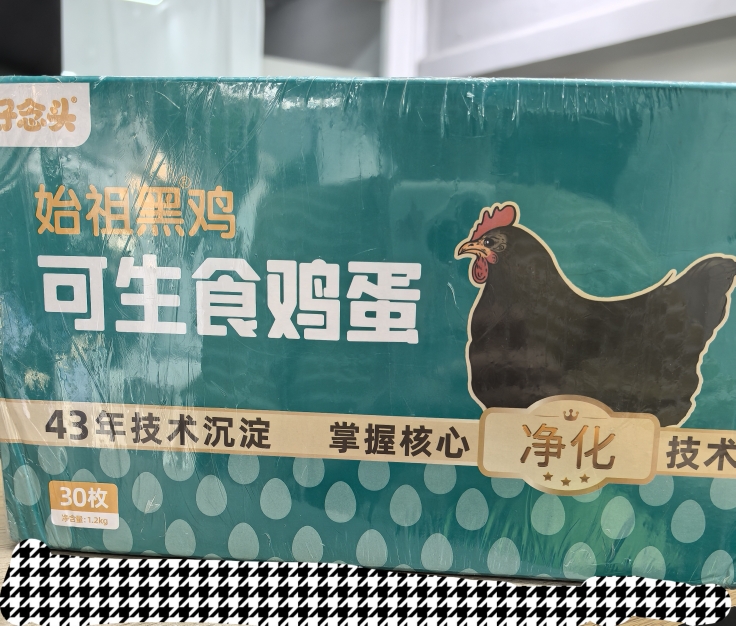 好念头
始祖黑鸡
可生食鸡蛋
43年技术沉淀 掌握核心 净化 技术
30枚
净含量:1.2kg